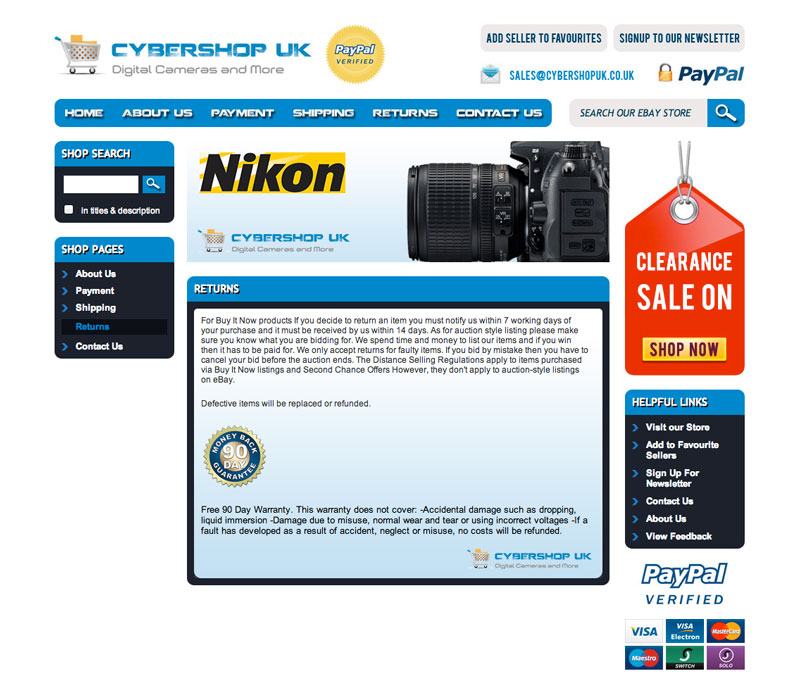 CYBERSHOP UK
Digital Cameras and More
PayPal
VERIFIED
ADD SELLER TO FAVOURITES
SIGNUP TO OUR NEWSLETTER
SALES@CYBERSHOPUK.CO.UK
PayPal
HOME
ABOUT US
PAYMENT
SHIPPING
RETURNS
CONTACT US
SEARCH OUR EBAY STORE
SHOP SEARCH
in titles & description
SHOP PAGES
About Us
Payment
Shipping
Returns
Contact Us
Nikon
CYBERSHOP UK
Digital Cameras and More
RETURNS
For Buy It Now products If you decide to return an item you must notify us within 7 working days of
your purchase and it must be received by us within 14 days. As for auction style listing please make
sure you know what you are bidding for. We spend time and money to list our items and if you win
then it has to be paid for. We only accept returns for faulty items. If you bid by mistake then you have to
cancel your bid before the auction ends. The Distance Selling Regulations apply to items purchased
via Buy It Now listings and Second Chance Offers However, they don't apply to auction-style listings
on eBay.
Defective items will be replaced or refunded.
MONEY BACK
90
DAY
GUARANTEE
Free 90 Day Warranty. This warranty does not cover: -Accidental damage such as dropping,
liquid immersion -Damage due to misuse, normal wear and tear or using incorrect voltages -If a
fault has developed as a result of accident, neglect or misuse, no costs will be refunded.
CYBERSHOP UK
Digital Cameras and More
CLEARANCE
SALE ON
SHOP NOW
HELPFUL LINKS
Visit our Store
Add to Favourite
Sellers
Sign Up For
Newsletter
Contact Us
About Us
View Feedback
PayPal
VERIFIED
VISA
VISA
Electron
MasterCard
Maestro
SWITCH
SOLO